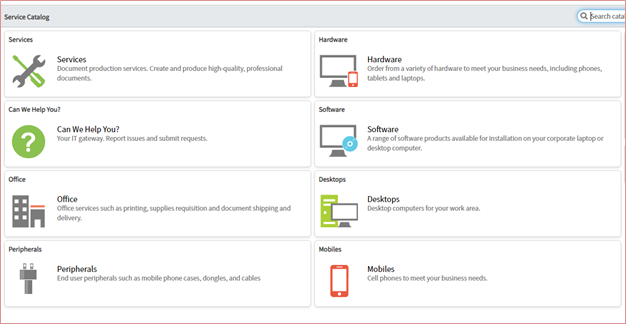 Service Catalog
Search cata
Services
Services
Document production services. Create and produce high-quality, professional
documents.
Hardware
Hardware
Order from a variety of hardware to meet your business needs, including phones,
tablets and laptops.
Can We Help You?
Can We Help You?
Your IT gateway. Report issues and submit requests.
Software
Software
A range of software products available for installation on your corporate laptop or
desktop computer.
Office
Office
Office services such as printing, supplies requisition and document shipping and
delivery.
Desktops
Desktops
Desktop computers for your work area.
Peripherals
Peripherals
End user peripherals such as mobile phone cases, dongles, and cables
Mobiles
Mobiles
Cell phones to meet your business needs.